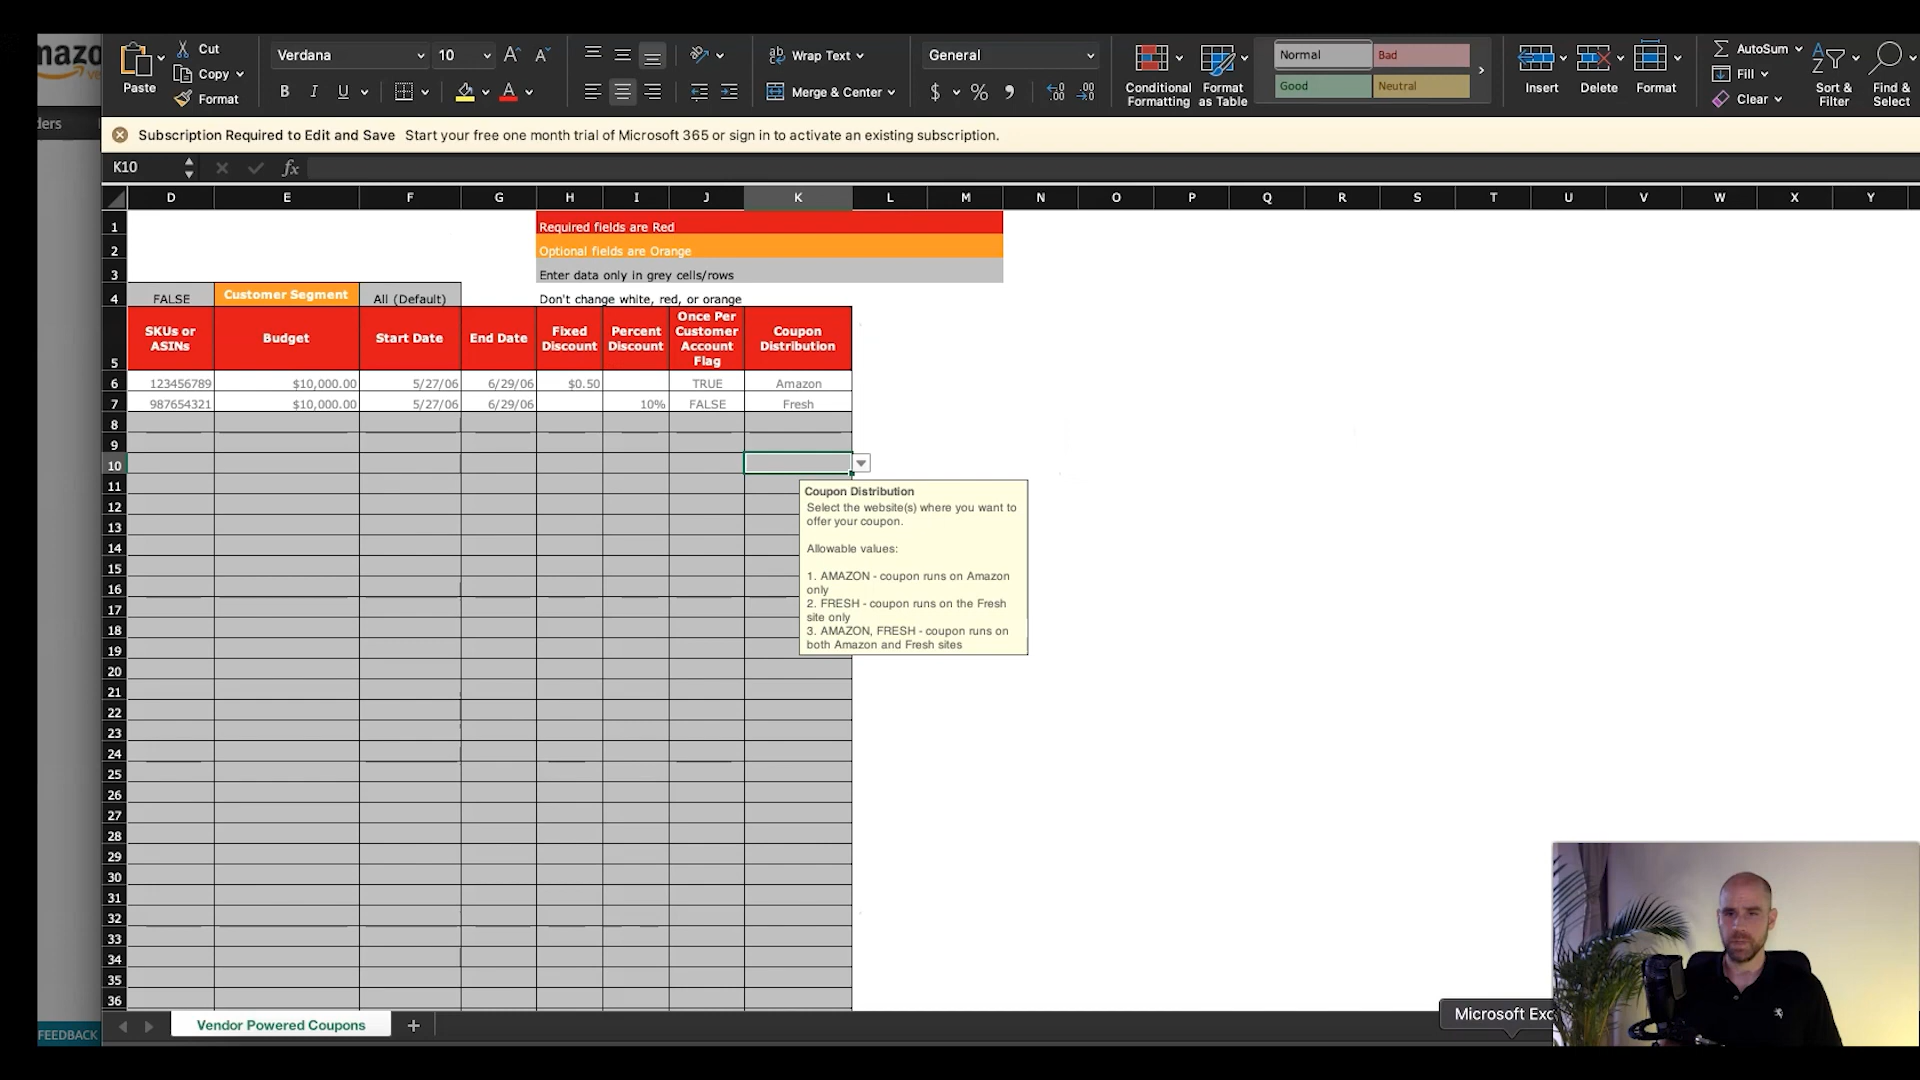 mazo
ve
ders
FEEDBACK
Paste
Cut
Copy
Format
Verdana
10
B I U
Wrap Text
Merge & Center
General
$ % 9
Conditional
Formatting
Format
as Table
Normal
Bad
Good
Neutral
Insert
Delete
Format
AutoSum
Fill
Clear
Sort &
Filter
Find &
Select
Subscription Required to Edit and Save Start your free one month trial of Microsoft 365 or sign in to activate an existing subscription.
K10
fx
D E F G H I J K L M N O P Q R S T U V W X Y
1 Required fields are Red
2 Optional fields are Orange
3 Enter data only in grey cells/rows
4 FALSE Customer Segment All (Default) Don't change white, red, or orange
5 SKUs or ASINs Budget Start Date End Date Fixed Discount Percent Discount Once Per Customer Account Flag Coupon Distribution
6 123456789 $10,000.00 5/27/06 6/29/06 $0.50 TRUE Amazon
7 987654321 $10,000.00 5/27/06 6/29/06 10% FALSE Fresh
8
9
10
11
12
13
14
15
16
17
18
19
20
21
22
23
24
25
26
27
28
29
30
31
32
33
34
35
36
Coupon Distribution
Select the website(s) where you want to
offer your coupon.
Allowable values:
1. AMAZON - coupon runs on Amazon
only
2. FRESH - coupon runs on the Fresh
site only
3. AMAZON, FRESH - coupon runs on
both Amazon and Fresh sites
Vendor Powered Coupons
Microsoft Exc